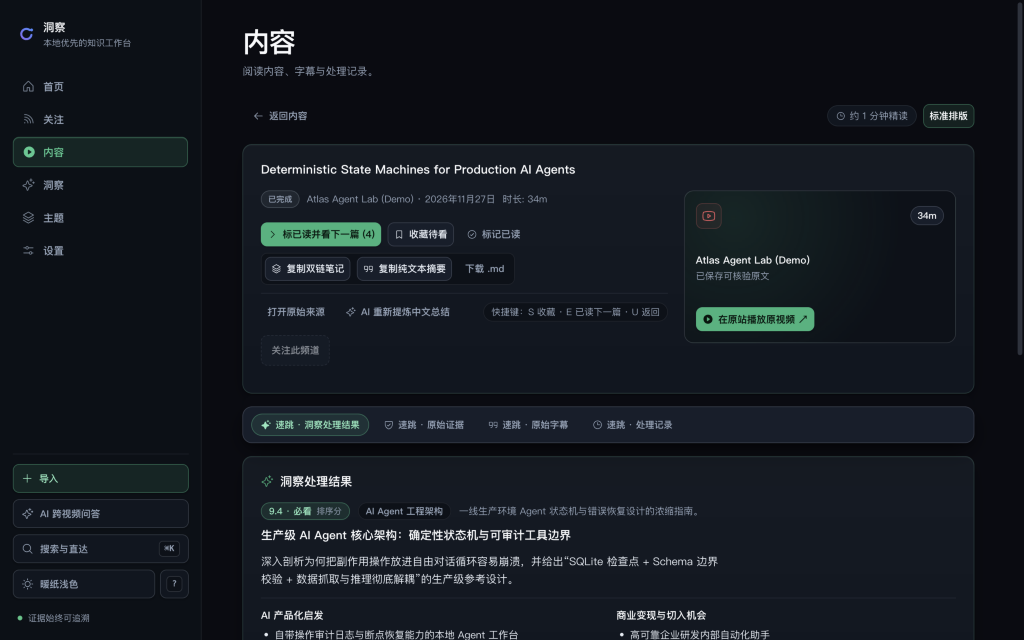 洞察
本地优先的知识工作台
首页
关注
内容
洞察
主题
设置
导入
AI 跨视频问答
搜索与直达 ⌘K
暖纸浅色 ?
证据始终可追溯
内容
阅读内容、字幕与处理记录。
← 返回内容
约 1 分钟精读 标准排版
Deterministic State Machines for Production AI Agents
已完成 Atlas Agent Lab (Demo) · 2026年11月27日 时长: 34m
标已读并看下一篇 (4) 收藏待看 标记已读
复制双链笔记 复制纯文本摘要 下载 .md
打开原始来源 AI 重新提炼中文总结 快捷键：S 收藏 · E 已读下一篇 · U 返回
关注此频道
34m
Atlas Agent Lab (Demo)
已保存可核验原文
在原站播放原视频 ↗
速跳 · 洞察处理结果 速跳 · 原始证据 速跳 · 原始字幕 速跳 · 处理记录
洞察处理结果
9.4 · 必看 排序分 AI Agent 工程架构 一线生产环境 Agent 状态机与错误恢复设计的浓缩指南。
生产级 AI Agent 核心架构：确定性状态机与可审计工具边界
深入剖析为何把副作用操作放进自由对话循环容易崩溃，并给出“SQLite 检查点 + Schema 边界
校验 + 数据抓取与推理彻底解耦”的生产级参考设计。
AI 产品化启发
• 自带操作审计日志与断点恢复能力的本地 Agent 工作台
商业变现与切入机会
• 高可靠企业研发内部自动化助手